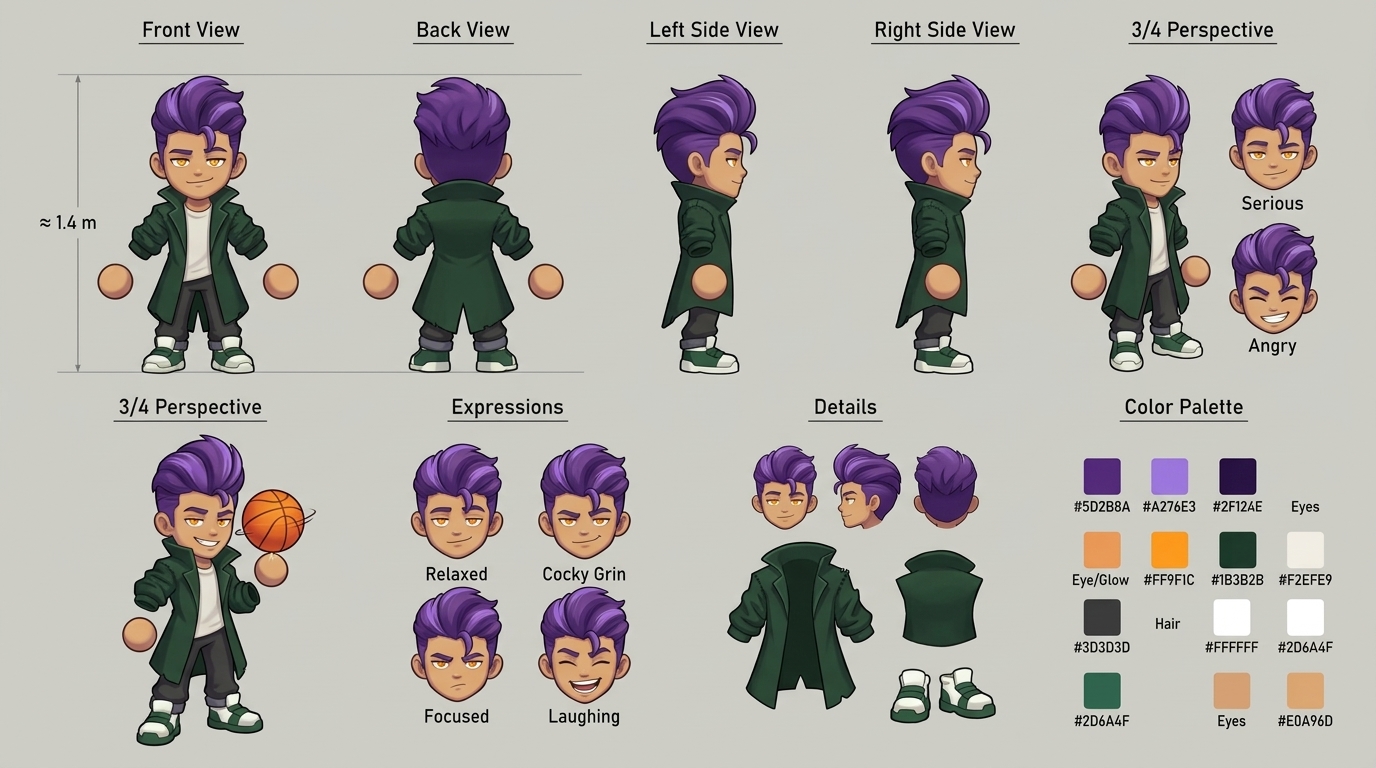 Front View
Back View
Left Side View
Right Side View
3/4 Perspective
≈ 1.4 m
Serious
Angry
3/4 Perspective
Expressions
Details
Color Palette
Relaxed
Cocky Grin
Focused
Laughing
#5D2B8A
#A276E3
#2F124E
Eyes
Eye/Glow
#FF9F1C
#1B3B2B
#F2EFE9
#3D3D3D
Hair
#FFFFFF
#2D6A4F
#2D6A4F
Eyes
#E0A96D